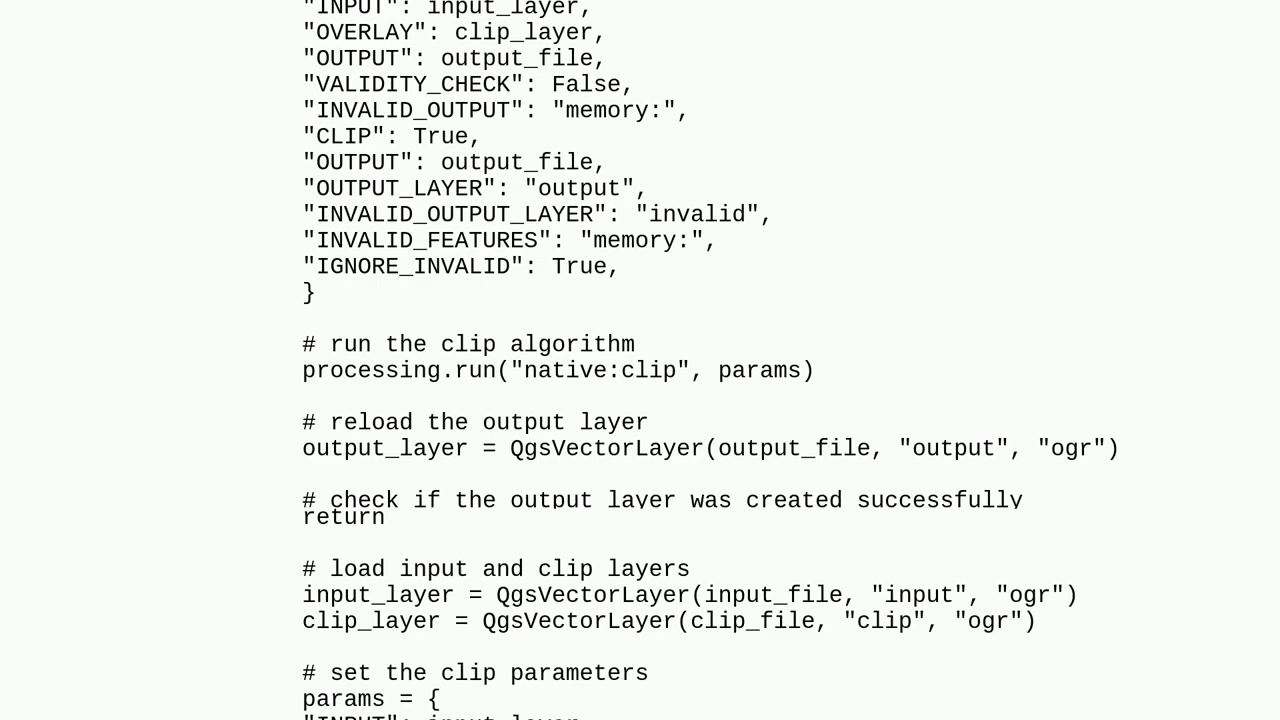 "INPUT": input_layer,
"OVERLAY": clip_layer,
"OUTPUT": output_file,
"VALIDITY_CHECK": False,
"INVALID_OUTPUT": "memory:",
"CLIP": True,
"OUTPUT": output_file,
"OUTPUT_LAYER": "output",
"INVALID_OUTPUT_LAYER": "invalid",
"INVALID_FEATURES": "memory:",
"IGNORE_INVALID": True,
}
# run the clip algorithm
processing.run("native:clip", params)
# reload the output layer
output_layer = QgsVectorLayer(output_file, "output", "ogr")
# check if the output layer was created successfully
return
# load input and clip layers
input_layer = QgsVectorLayer(input_file, "input", "ogr")
clip_layer = QgsVectorLayer(clip_file, "clip", "ogr")
# set the clip parameters
params = {
"INPUT": input_layer,